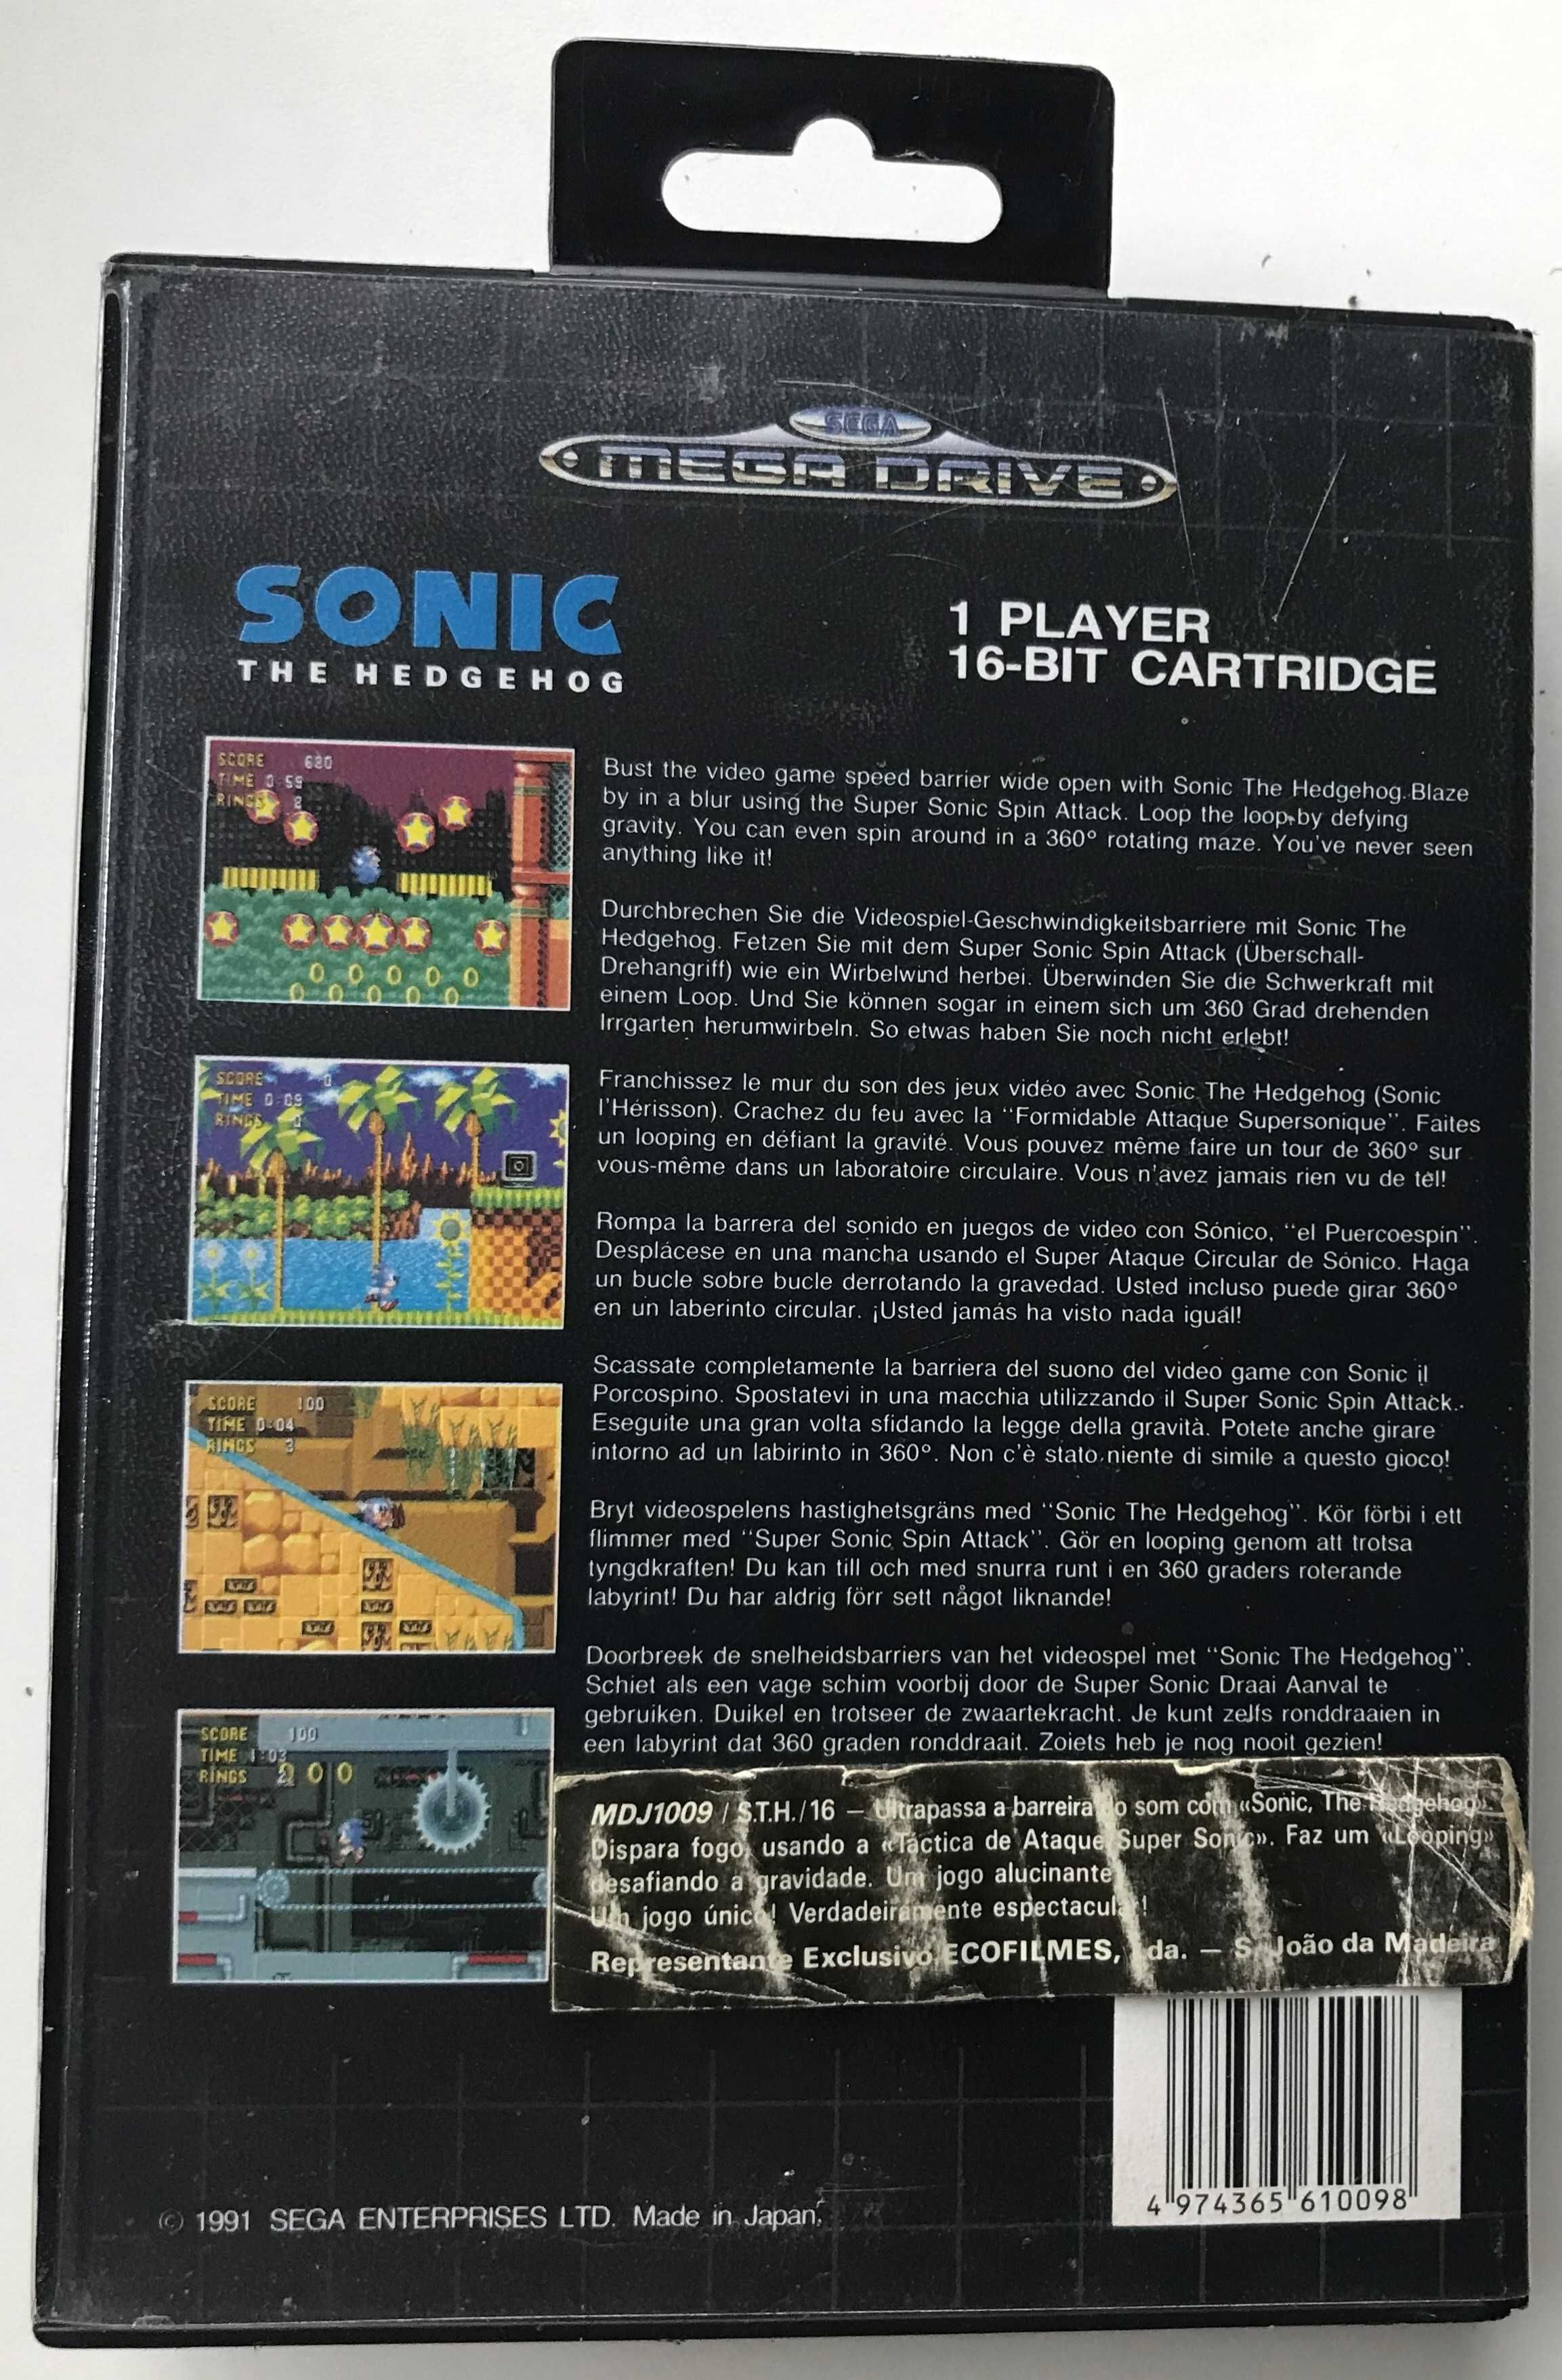 SEGA
MEGA DRIVE
SONIC
THE HEDGEHOG
1 PLAYER
16-BIT CARTRIDGE
SCORE 680
TIME 0:59
RINGS 8
Bust the video game speed barrier wide open with Sonic The Hedgehog. Blaze
by in a blur using the Super Sonic Spin Attack. Loop the loop by defying
gravity. You can even spin around in a 360° rotating maze. You've never seen
anything like it!
Durchbrechen Sie die Videospiel-Geschwindigkeitsbarriere mit Sonic The
Hedgehog. Fetzen Sie mit dem Super Sonic Spin Attack (Überschall-
Drehangriff) wie ein Wirbelwind herbei. Überwinden Sie die Schwerkraft mit
einem Loop. Und Sie können sogar in einem sich um 360 Grad drehenden
Irrgarten herumwirbeln. So etwas haben Sie noch nicht erlebt!
SCORE 0
TIME 0:09
RINGS 0
Franchissez le mur du son des jeux vidéo avec Sonic The Hedgehog (Sonic
l'Hérisson). Crachez du feu avec la "Formidable Attaque Supersonique". Faites
un looping en défiant la gravité. Vous pouvez même faire un tour de 360° sur
vous-même dans un laboratoire circulaire. Vous n'avez jamais rien vu de tel!
Rompa la barrera del sonido en juegos de video con Sónico, "el Puercoespin".
Desplácese en una mancha usando el Super Ataque Circular de Sónico. Haga
un bucle sobre bucle derrotando la gravedad. Usted incluso puede girar 360°
en un laberinto circular. ¡Usted jamás ha visto nada igual!
SCORE 100
TIME 0:04
RINGS 3
Scassate completamente la barriera del suono del video game con Sonic il
Porcospino. Spostatevi in una macchia utilizzando il Super Sonic Spin Attack.
Eseguite una gran volta sfidando la legge della gravità. Potete anche girare
intorno ad un labirinto in 360°. Non c'è stato niente di simile a questo gioco!
Bryt videospelens hastighetsgräns med "Sonic The Hedgehog". Kör förbi i ett
flimmer med "Super Sonic Spin Attack". Gör en looping genom att trotsa
tyngdkraften! Du kan till och med snurra runt i en 360 graders roterande
labyrint! Du har aldrig förr sett något liknande!
Doorbreek de snelheidsbarriers van het videospel met "Sonic The Hedgehog".
Schiet als een vage schim voorbij door de Super Sonic Draai Aanval te
gebruiken. Duikel en trotseer de zwaartekracht. Je kunt zelfs ronddraaien in
een labyrint dat 360 graden ronddraait. Zoiets heb je nog nooit gezien!
SCORE 100
TIME 1:03
RINGS 2
MDJ1009 / S.T.H./16 — Ultrapassa a barreira do som com «Sonic, The Hedgehog».
Dispara fogo, usando a «Táctica de Ataque Super Sonic». Faz um «Looping»
desafiando a gravidade. Um jogo alucinante
Um jogo único! Verdadeiramente espectacular!
Representante Exclusivo ECOFILMES, Lda. — S. João da Madeira
4 974365 610098
© 1991 SEGA ENTERPRISES LTD. Made in Japan.